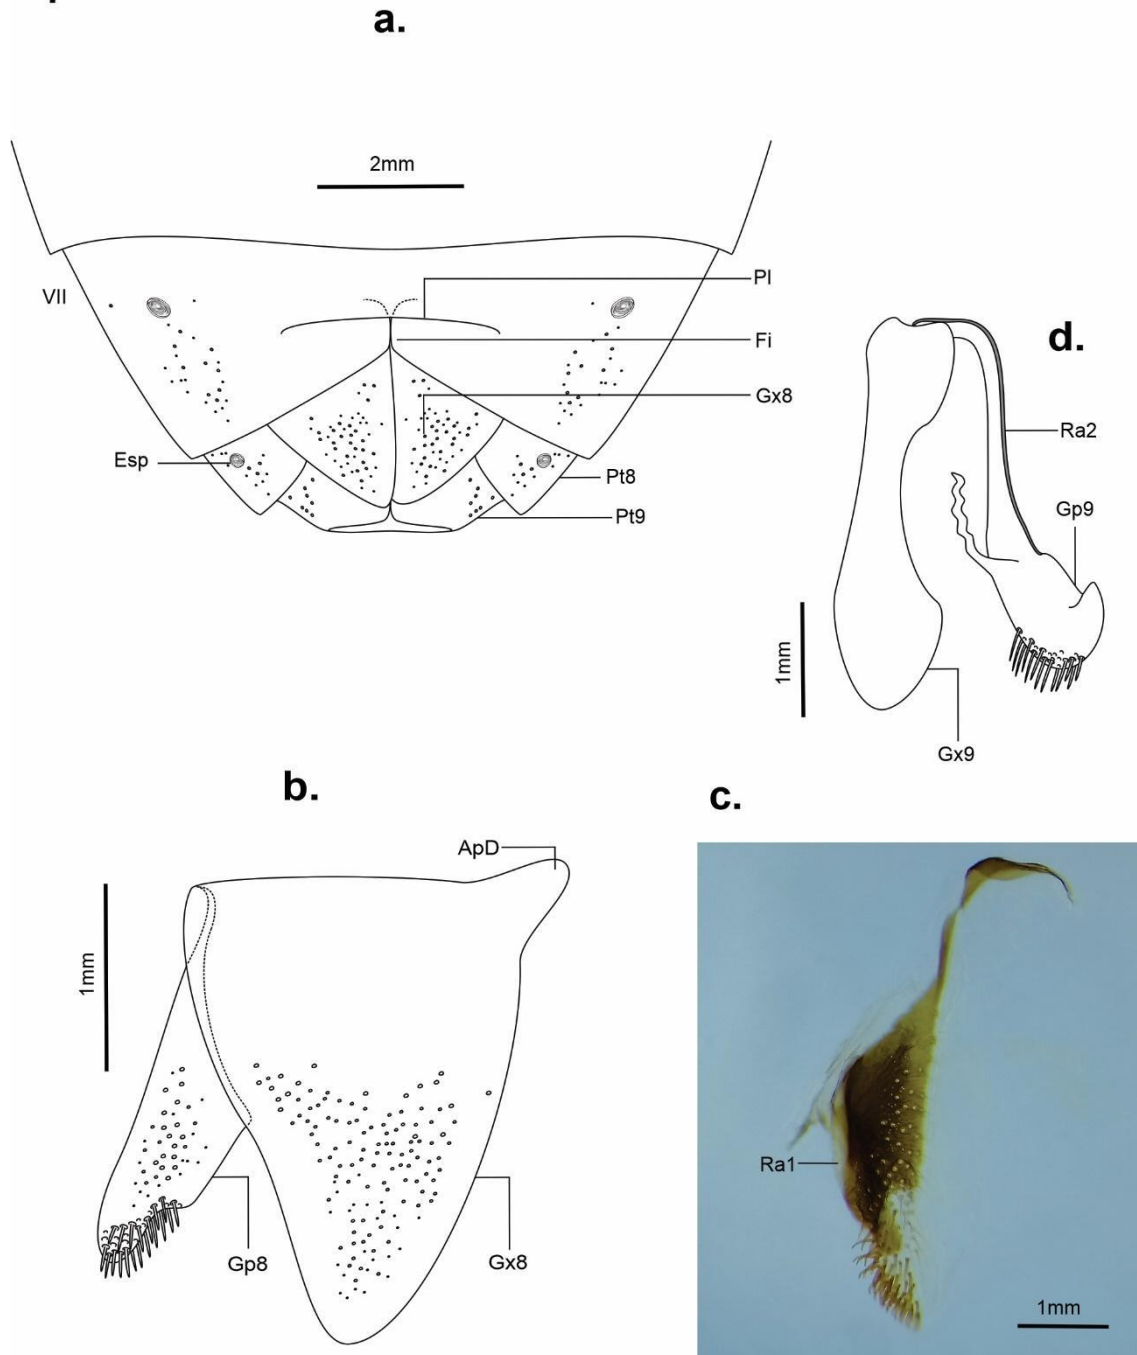 a.
2mm
VII
Pl
Fi
Gx8
Esp
Pt8
Pt9
d.
Ra2
Gp9
1mm
Gx9
b.
ApD
1mm
Gp8
Gx8
c.
Ra1
1mm